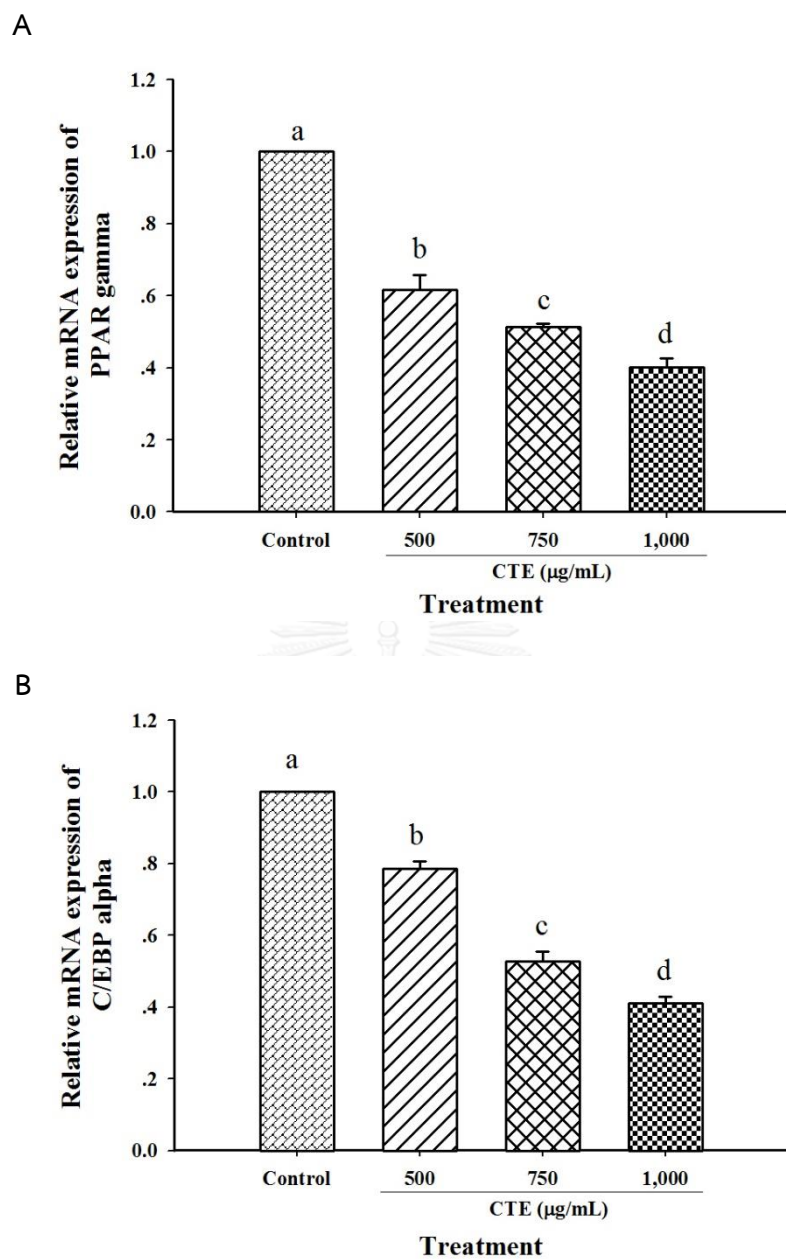 A
Relative mRNA expression of
PPAR gamma
1.2
1.0
.8
.6
.4
.2
0.0
a
b
c
d
Control 500 750 1,000
CTE (µg/mL)
Treatment
B
Relative mRNA expression of
C/EBP alpha
1.2
1.0
.8
.6
.4
.2
0.0
a
b
c
d
Control 500 750 1,000
CTE (µg/mL)
Treatment